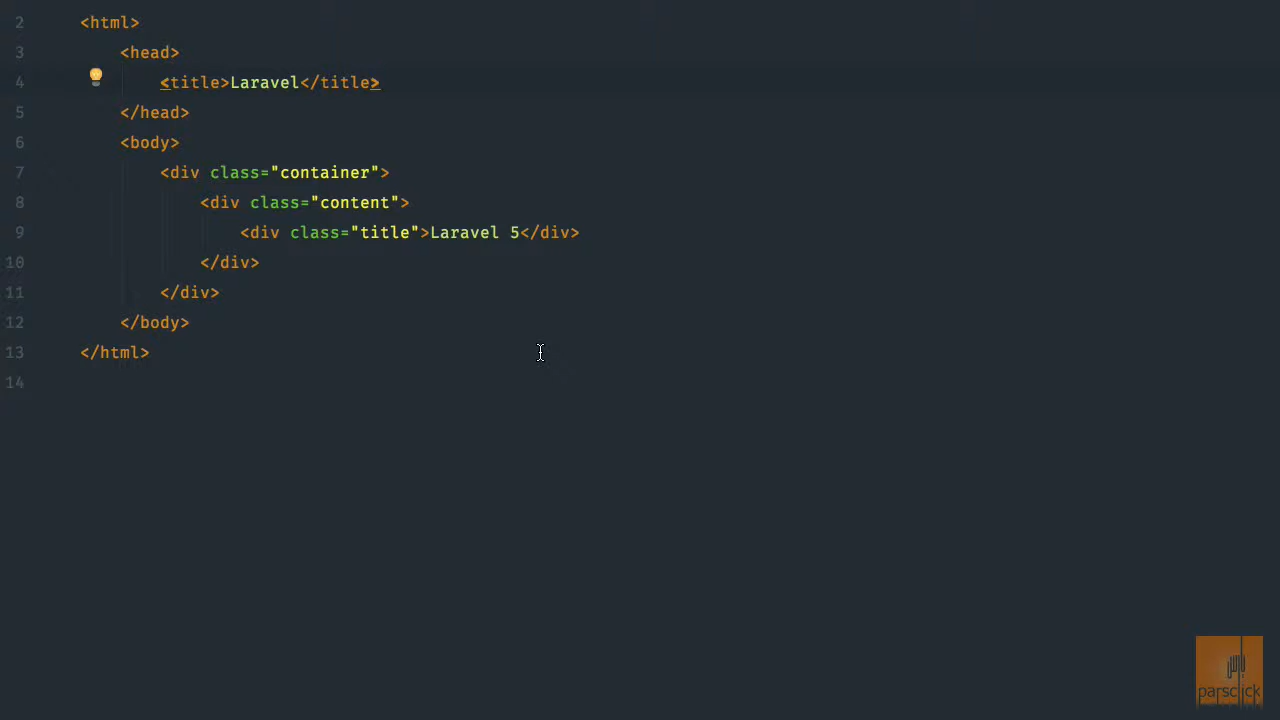 2 <html>
3 <head>
4 <title>Laravel</title>
5 </head>
6 <body>
7 <div class="container">
8 <div class="content">
9 <div class="title">Laravel 5</div>
10 </div>
11 </div>
12 </body>
13 </html>
14
parsclick